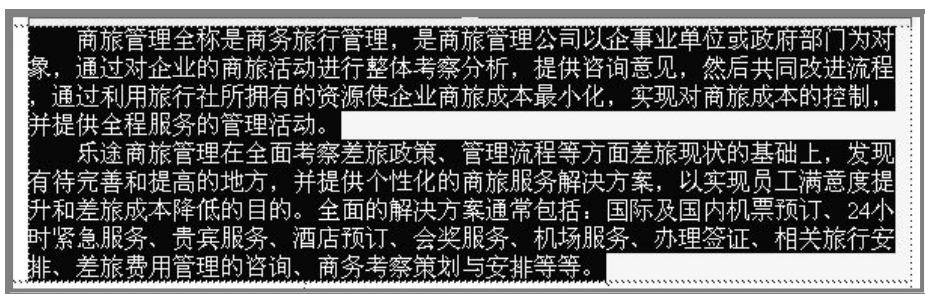 商旅管理全称是商务旅行管理，是商旅管理公司以企事业单位或政府部门为对
象，通过对企业的商旅活动进行整体考察分析，提供咨询意见，然后共同改进流程
，通过利用旅行社所拥有的资源使企业商旅成本最小化，实现对商旅成本的控制，
并提供全程服务的管理活动。
乐途商旅管理在全面考察差旅政策、管理流程等方面差旅现状的基础上，发现
有待完善和提高的地方，并提供个性化的商旅服务解决方案，以实现员工满意度提
升和差旅成本降低的目的。全面的解决方案通常包括：国际及国内机票预订、24小
时紧急服务、贵宾服务、酒店预订、会奖服务、机场服务、办理签证、相关旅行安
排、差旅费用管理的咨询、商务考察策划与安排等等。